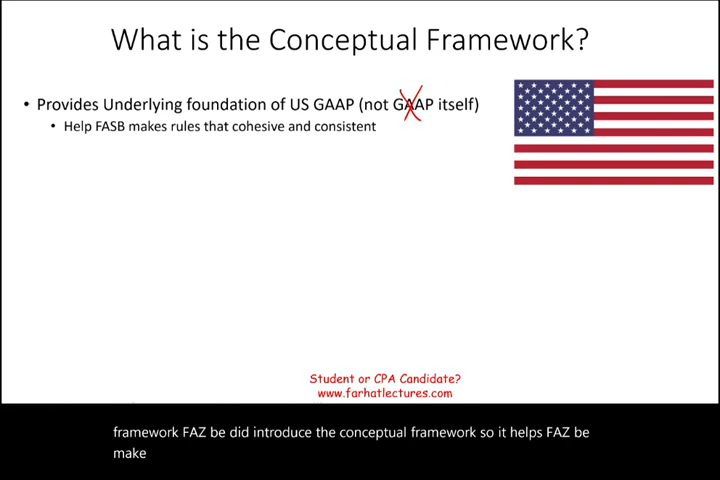 What is the Conceptual Framework?
• Provides Underlying foundation of US GAAP (not GAAP itself)
• Help FASB makes rules that cohesive and consistent
Student or CPA Candidate?
www.farhatlectures.com
framework FAZ be did introduce the conceptual framework so it helps FAZ be
make